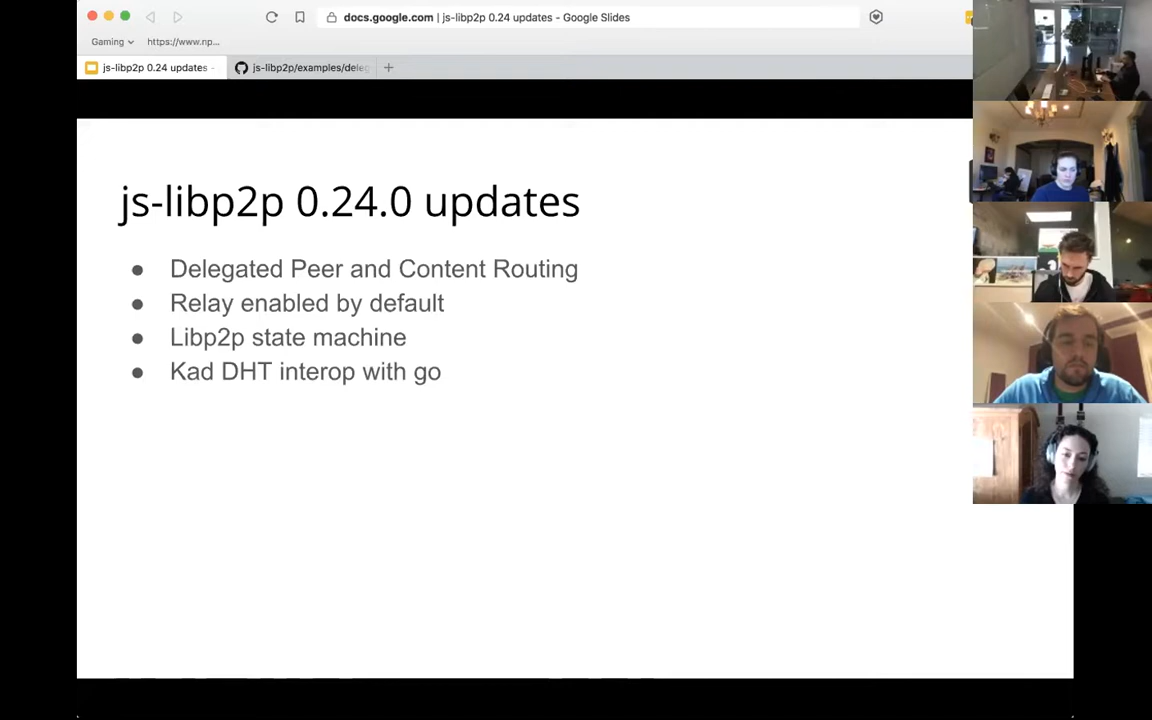 docs.google.com | js-libp2p 0.24 updates - Google Slides
Gaming
https://www.np...
js-libp2p 0.24 updates -
js-libp2p/examples/deleg
js-libp2p 0.24.0 updates
● Delegated Peer and Content Routing
● Relay enabled by default
● Libp2p state machine
● Kad DHT interop with go